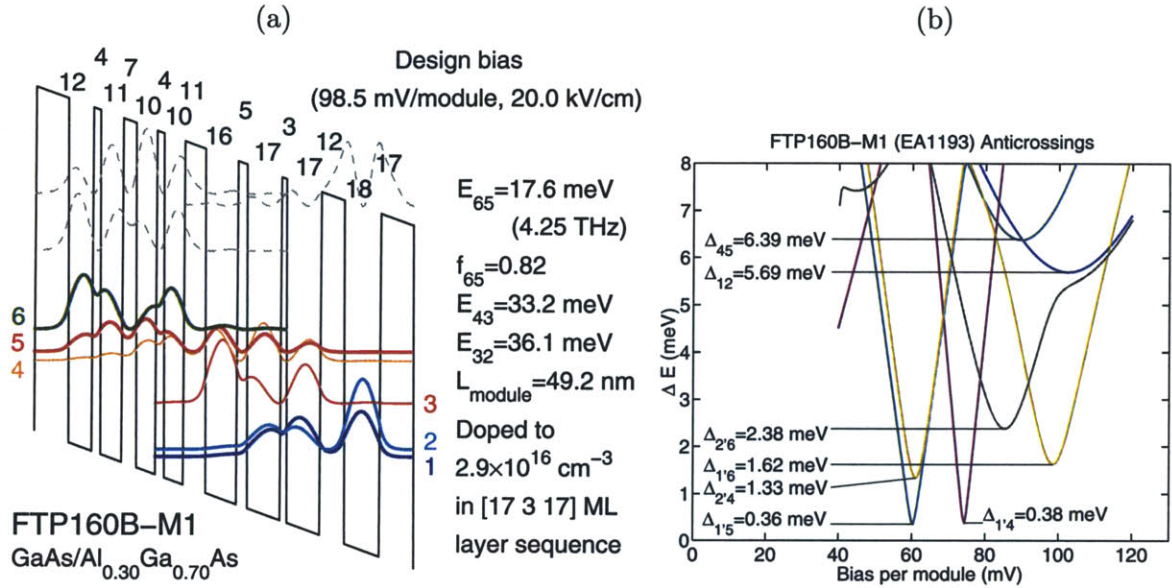 (a)
(b)
4
4
12
7
11
11
10
10
5
16
3
17
17
12
18
17
Design bias
(98.5 mV/module, 20.0 kV/cm)
E65=17.6 meV
(4.25 THz)
f65=0.82
E43=33.2 meV
E32=36.1 meV
Lmodule=49.2 nm
Doped to
2.9×10^16 cm^−3
in [17 3 17] ML
layer sequence
6
5
4
3
2
1
FTP160B−M1
GaAs/Al0.30Ga0.70As
FTP160B−M1 (EA1193) Anticrossings
8
7
6
5
4
3
2
1
0
Δ E (meV)
Δ45=6.39 meV
Δ12=5.69 meV
Δ2'6=2.38 meV
Δ1'6=1.62 meV
Δ2'4=1.33 meV
Δ1'5=0.36 meV
Δ1'4=0.38 meV
0 20 40 60 80 100 120
Bias per module (mV)